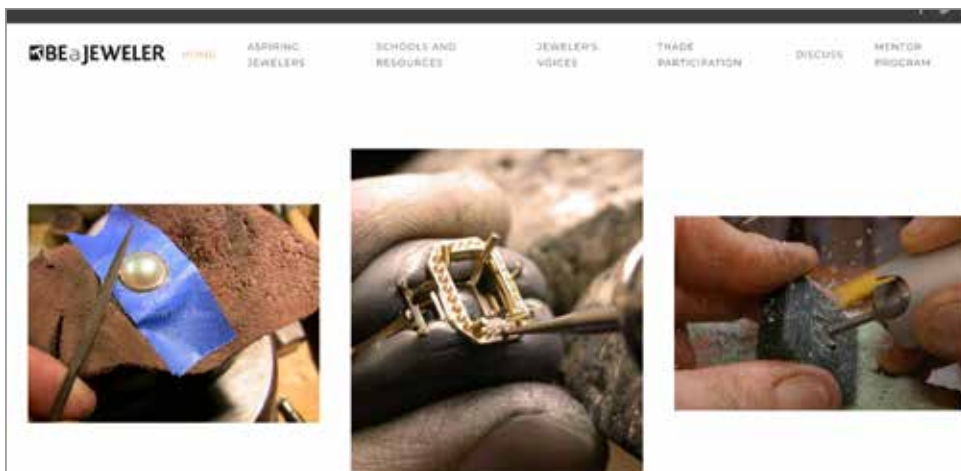 BEaJEWELER
HOME
ASPIRING
JEWELERS
SCHOOLS AND
RESOURCES
JEWELER'S
VOICES
TRADE
PARTICIPATION
DISCUSS
MENTOR
PROGRAM